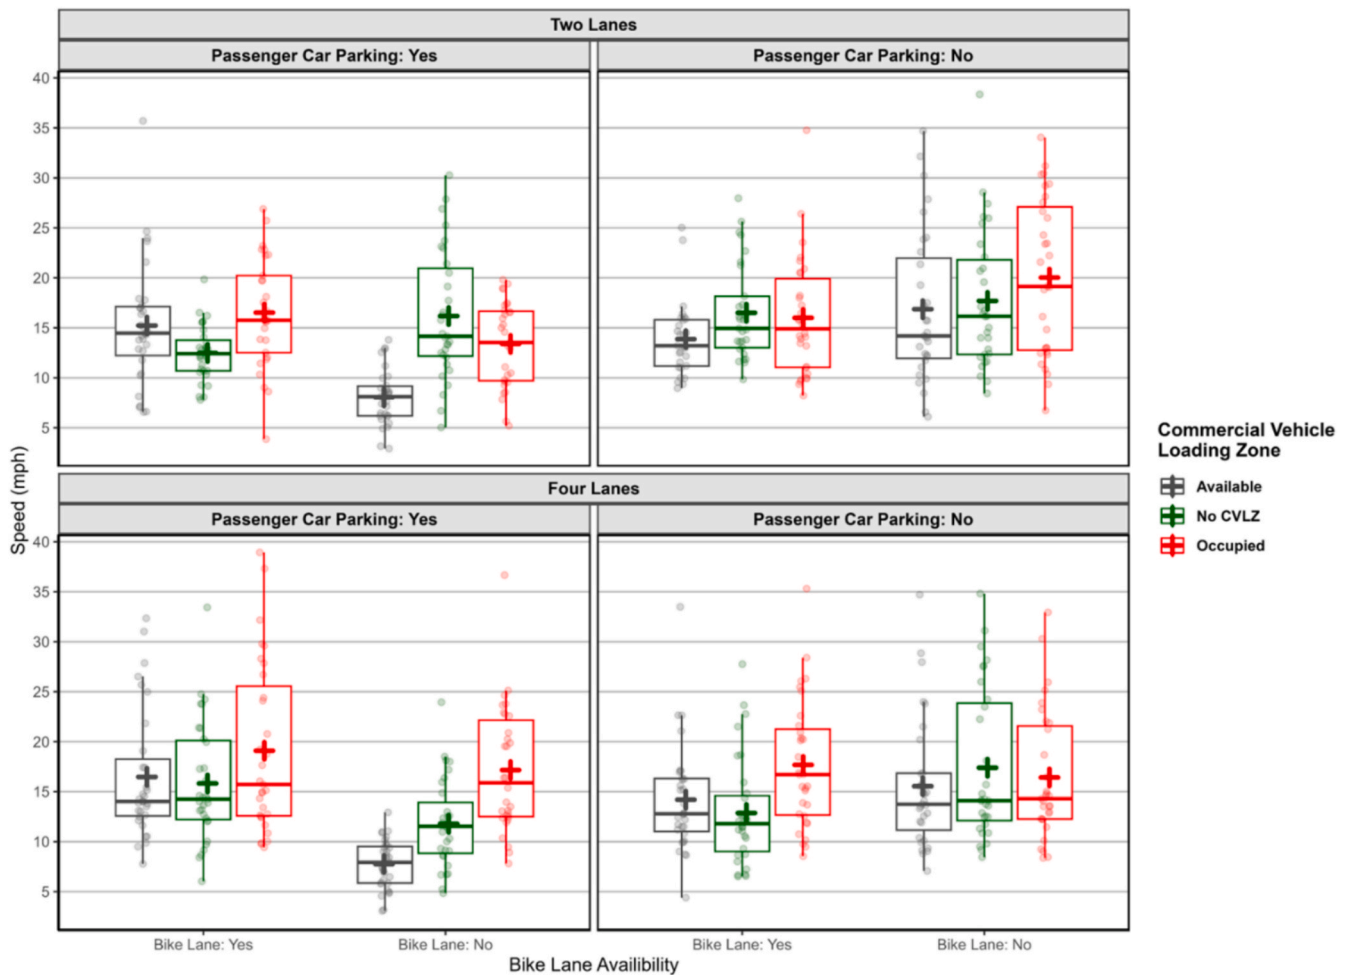 Two Lanes
Passenger Car Parking: Yes
Passenger Car Parking: No
40
35
30
25
20
15
10
5
Four Lanes
Passenger Car Parking: Yes
Passenger Car Parking: No
40
35
30
25
20
15
10
5
Speed (mph)
Bike Lane: Yes
Bike Lane: No
Bike Lane: Yes
Bike Lane: No
Bike Lane Availibility
Commercial Vehicle
Loading Zone
Available
No CVLZ
Occupied